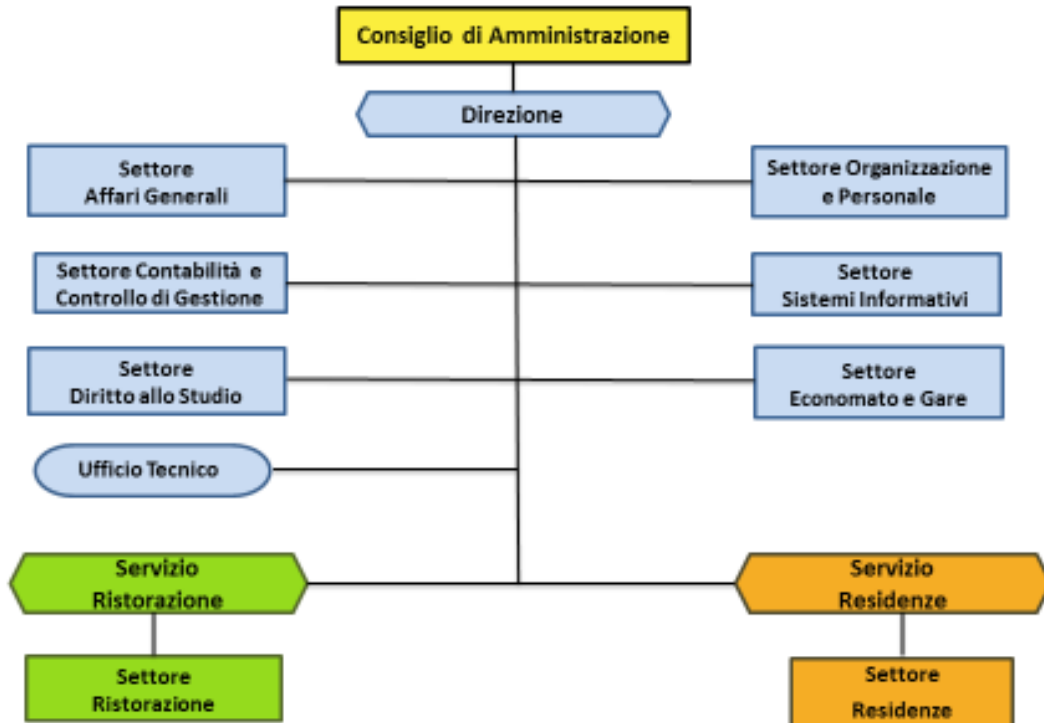 Consiglio di Amministrazione
Direzione
Settore
Affari Generali
Settore Organizzazione
e Personale
Settore Contabilità e
Controllo di Gestione
Settore
Sistemi Informativi
Settore
Diritto allo Studio
Settore
Economato e Gare
Ufficio Tecnico
Servizio
Ristorazione
Servizio
Residenze
Settore
Ristorazione
Settore
Residenze